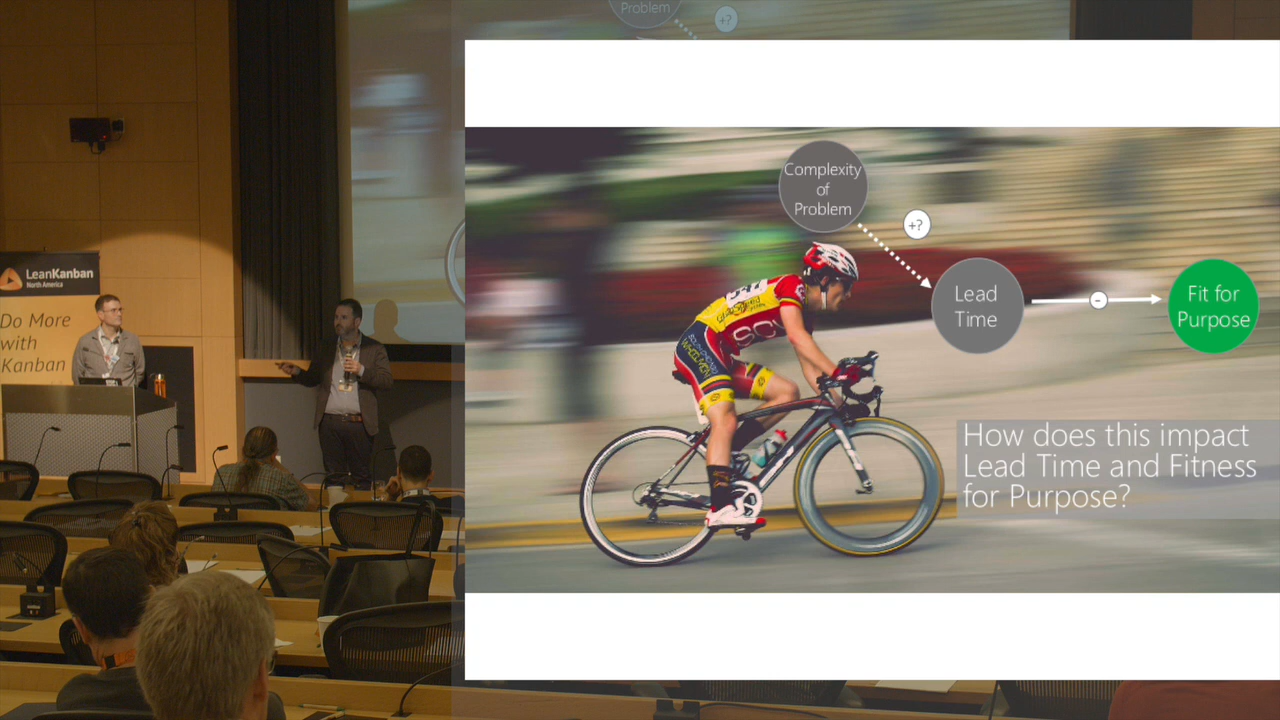 Problem
+?
LeanKanban
North America
Do More
with
Kanban
Complexity
of
Problem
+?
Lead
Time
-
Fit for
Purpose
How does this impact
Lead Time and Fitness
for Purpose?